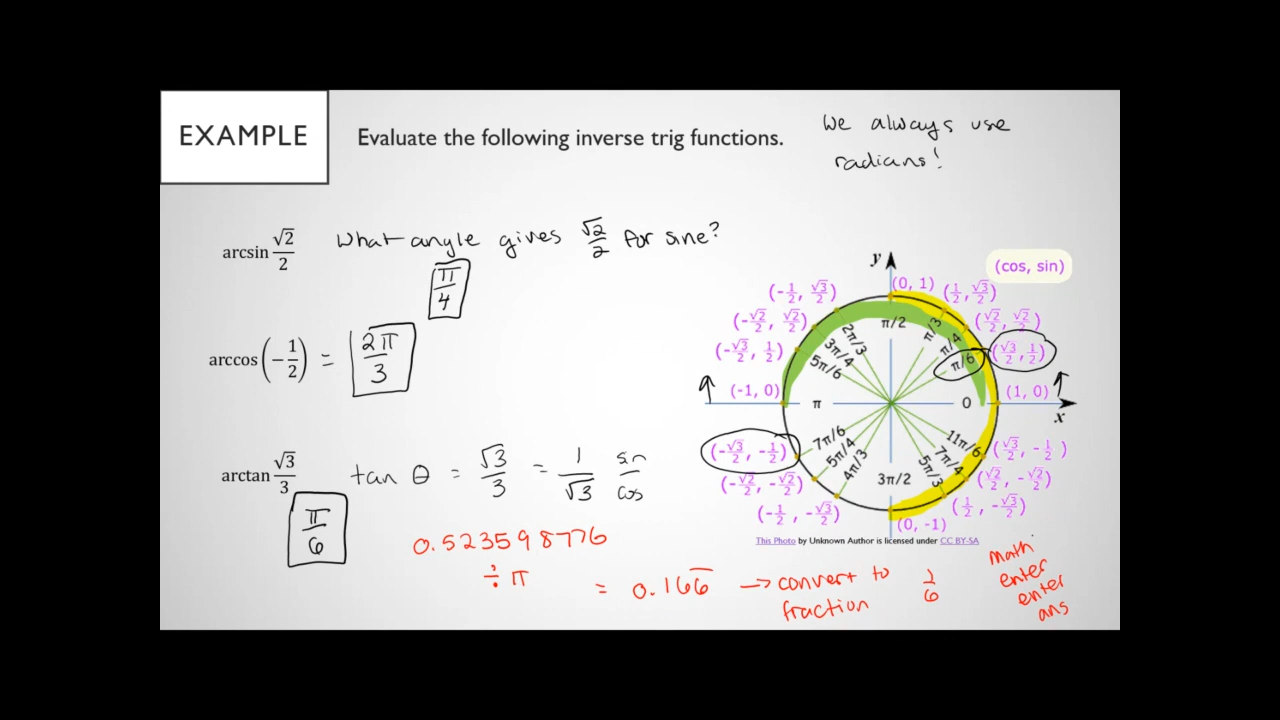 EXAMPLE
Evaluate the following inverse trig functions.
We always use
radians!
arcsin √2/2
What angle gives √2/2 for sine?
π/4
arccos (-1/2) = 2π/3
arctan √3/3
tan θ = √3/3 = 1/√3 sin/cos
π/6
0.523598776
÷ π = 0.166 → convert to fraction 1/6
math
enter
enter
ans
y
(cos, sin)
(0, 1)
(1/2, √3/2)
(√2/2, √2/2)
(√3/2, 1/2)
(1, 0)
x
(-1/2, √3/2)
(-√2/2, √2/2)
(-√3/2, 1/2)
(-1, 0)
π/2
π/3
π/4
π/6
0
2π/3
3π/4
5π/6
π
7π/6
5π/4
4π/3
3π/2
5π/3
7π/4
11π/6
(-√3/2, -1/2)
(-√2/2, -√2/2)
(-1/2, -√3/2)
(0, -1)
(√3/2, -1/2)
(√2/2, -√2/2)
(1/2, -√3/2)
This Photo by Unknown Author is licensed under CC BY-SA